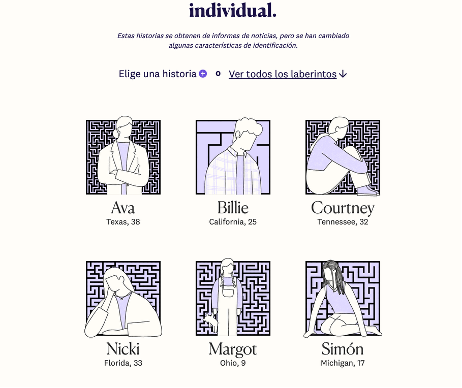 individual.
Estas historias se obtienen de informes de noticias, pero se han cambiado
algunas características de identificación.
Elige una historia o Ver todos los laberintos
Ava Billie Courtney
Texas, 38 California, 25 Tennessee, 32
Nicki Margot Simón
Florida, 33 Ohio, 9 Michigan, 17